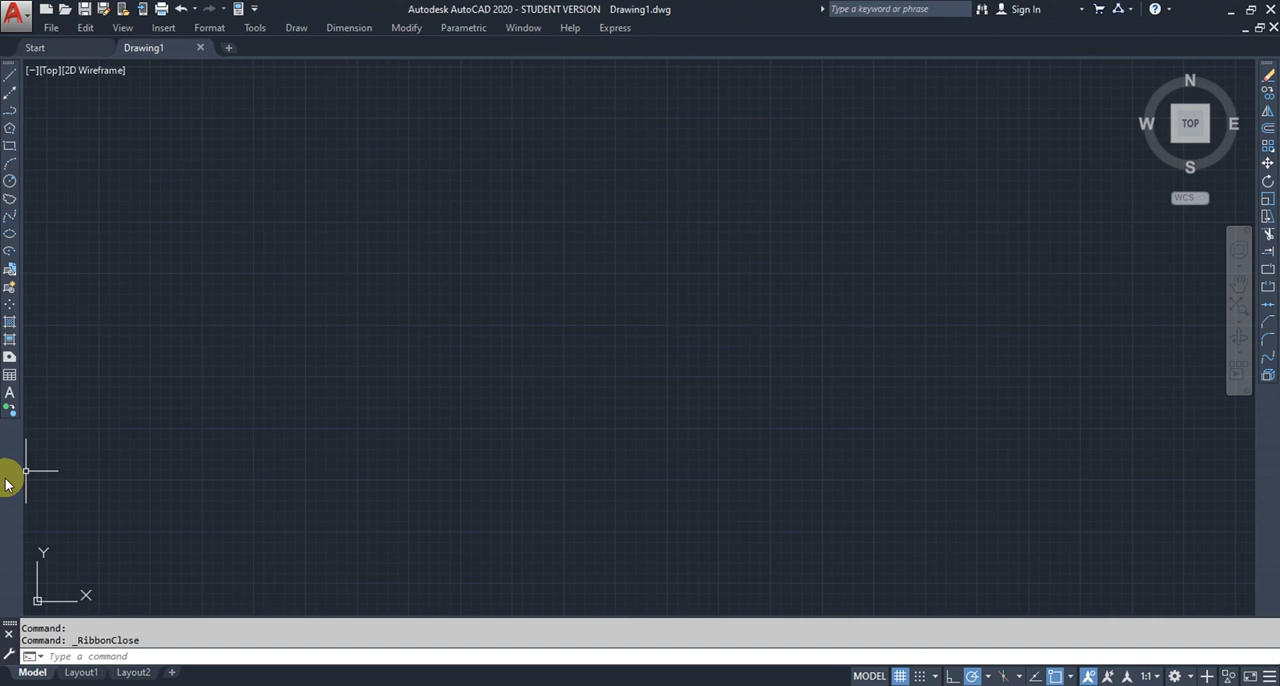 A
Autodesk AutoCAD 2020 - STUDENT VERSION Drawing1.dwg
Type a keyword or phrase
Sign In
?
File Edit View Insert Format Tools Draw Dimension Modify Parametric Window Help Express
Start Drawing1
[−][Top][2D Wireframe]
N
W TOP E
S
WCS
A
Y
X
Command:
Command: _RibbonClose
Type a command
Model Layout1 Layout2 +
MODEL 1:1